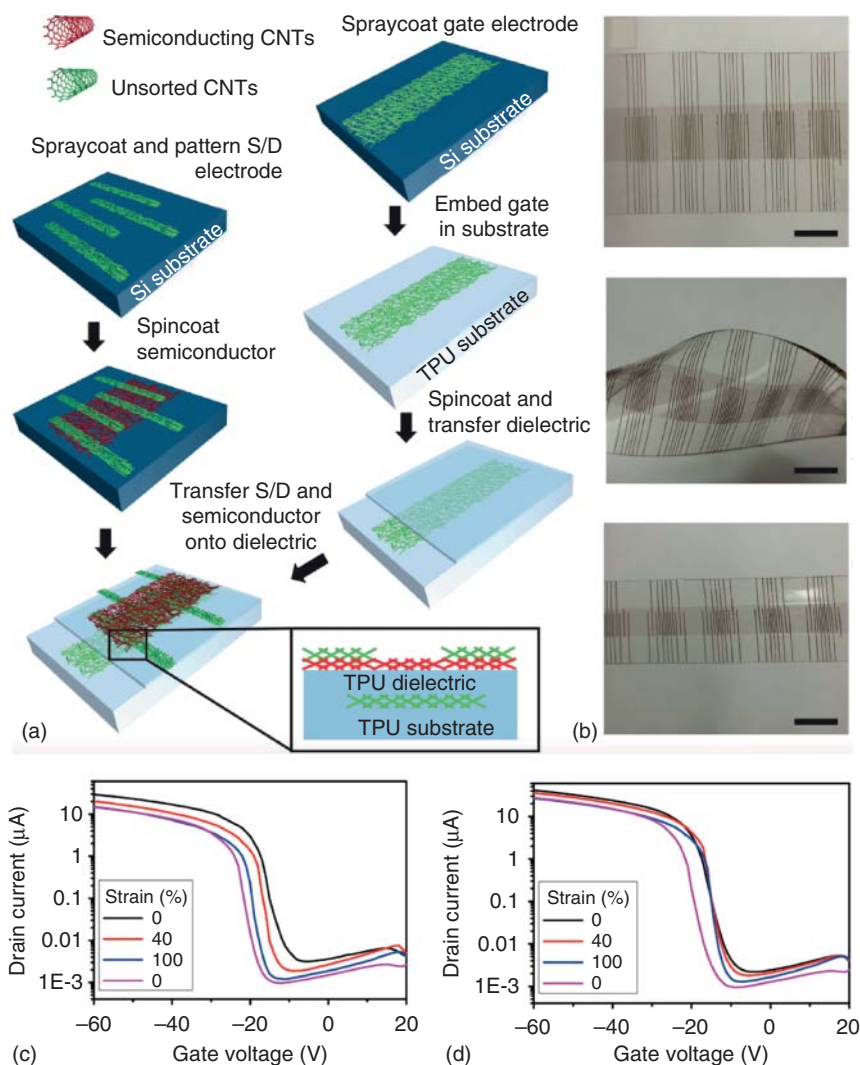 Semiconducting CNTs
Unsorted CNTs
Spraycoat and pattern S/D
electrode
Si substrate
Spincoat
semiconductor
Spraycoat gate electrode
Si substrate
Embed gate
in substrate
TPU substrate
Spincoat and
transfer dielectric
Transfer S/D and
semiconductor
onto dielectric
TPU dielectric
TPU substrate
(a)
(b)
Drain current (μA)
10
1
0.1
0.01
1E–3
Strain (%)
0
40
100
0
–60
–40
–20
0
20
Gate voltage (V)
(c)
Drain current (μA)
10
1
0.1
0.01
1E–3
Strain (%)
0
40
100
0
–60
–40
–20
0
20
Gate voltage (V)
(d)